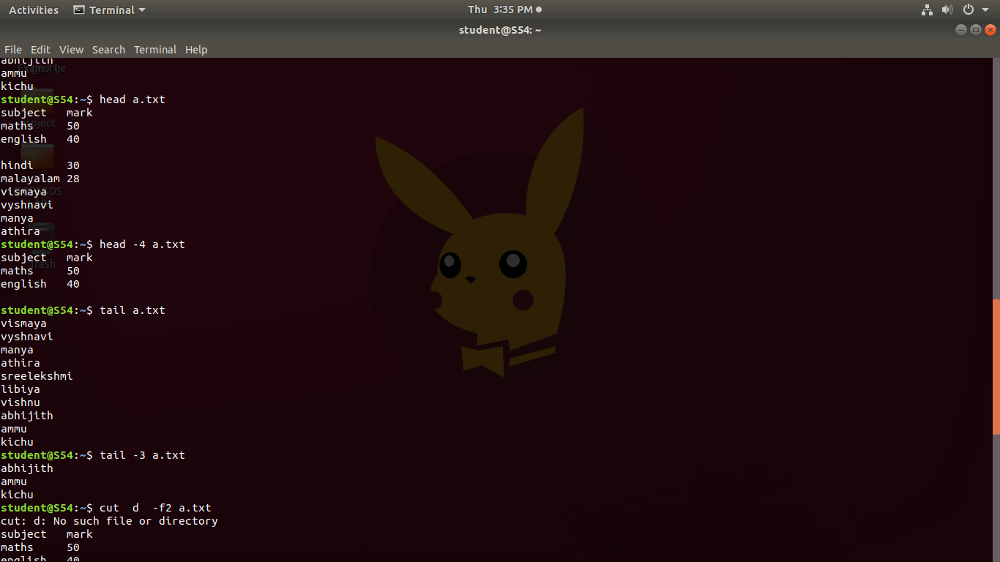 Activities Terminal Thu 3:35 PM
student@S54: ~
File Edit View Search Terminal Help
abhijith
ammu
kichu
student@S54:~$ head a.txt
subject   mark
maths     50
english   40

hindi     30
malayalam 28
vismaya
vyshnavi
manya
athira
student@S54:~$ head -4 a.txt
subject   mark
maths     50
english   40
Trash

student@S54:~$ tail a.txt
vismaya
vyshnavi
manya
athira
sreelekshmi
libiya
vishnu
abhijith
ammu
kichu
student@S54:~$ tail -3 a.txt
abhijith
ammu
kichu
student@S54:~$ cut  d  -f2 a.txt
cut: d: No such file or directory
subject   mark
maths     50
english   40